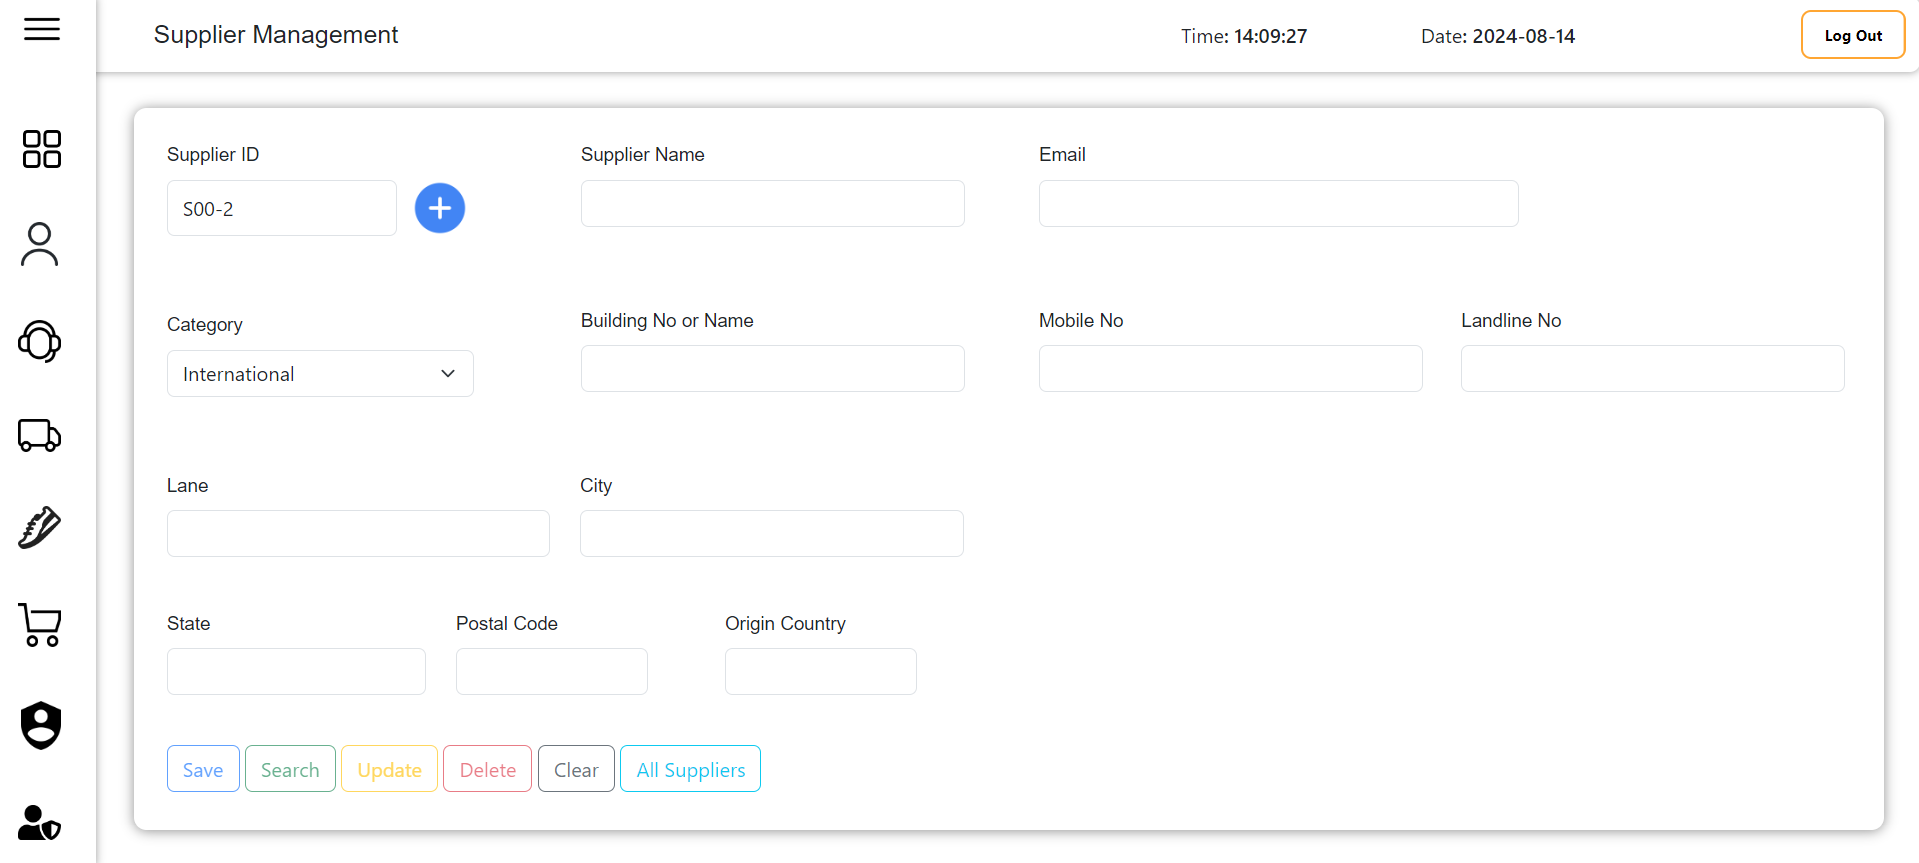 Supplier Management
Time: 14:09:27
Date: 2024-08-14
Log Out
Supplier ID
Supplier Name
Email
S00-2
Category
Building No or Name
Mobile No
Landline No
International
Lane
City
State
Postal Code
Origin Country
Save
Search
Update
Delete
Clear
All Suppliers